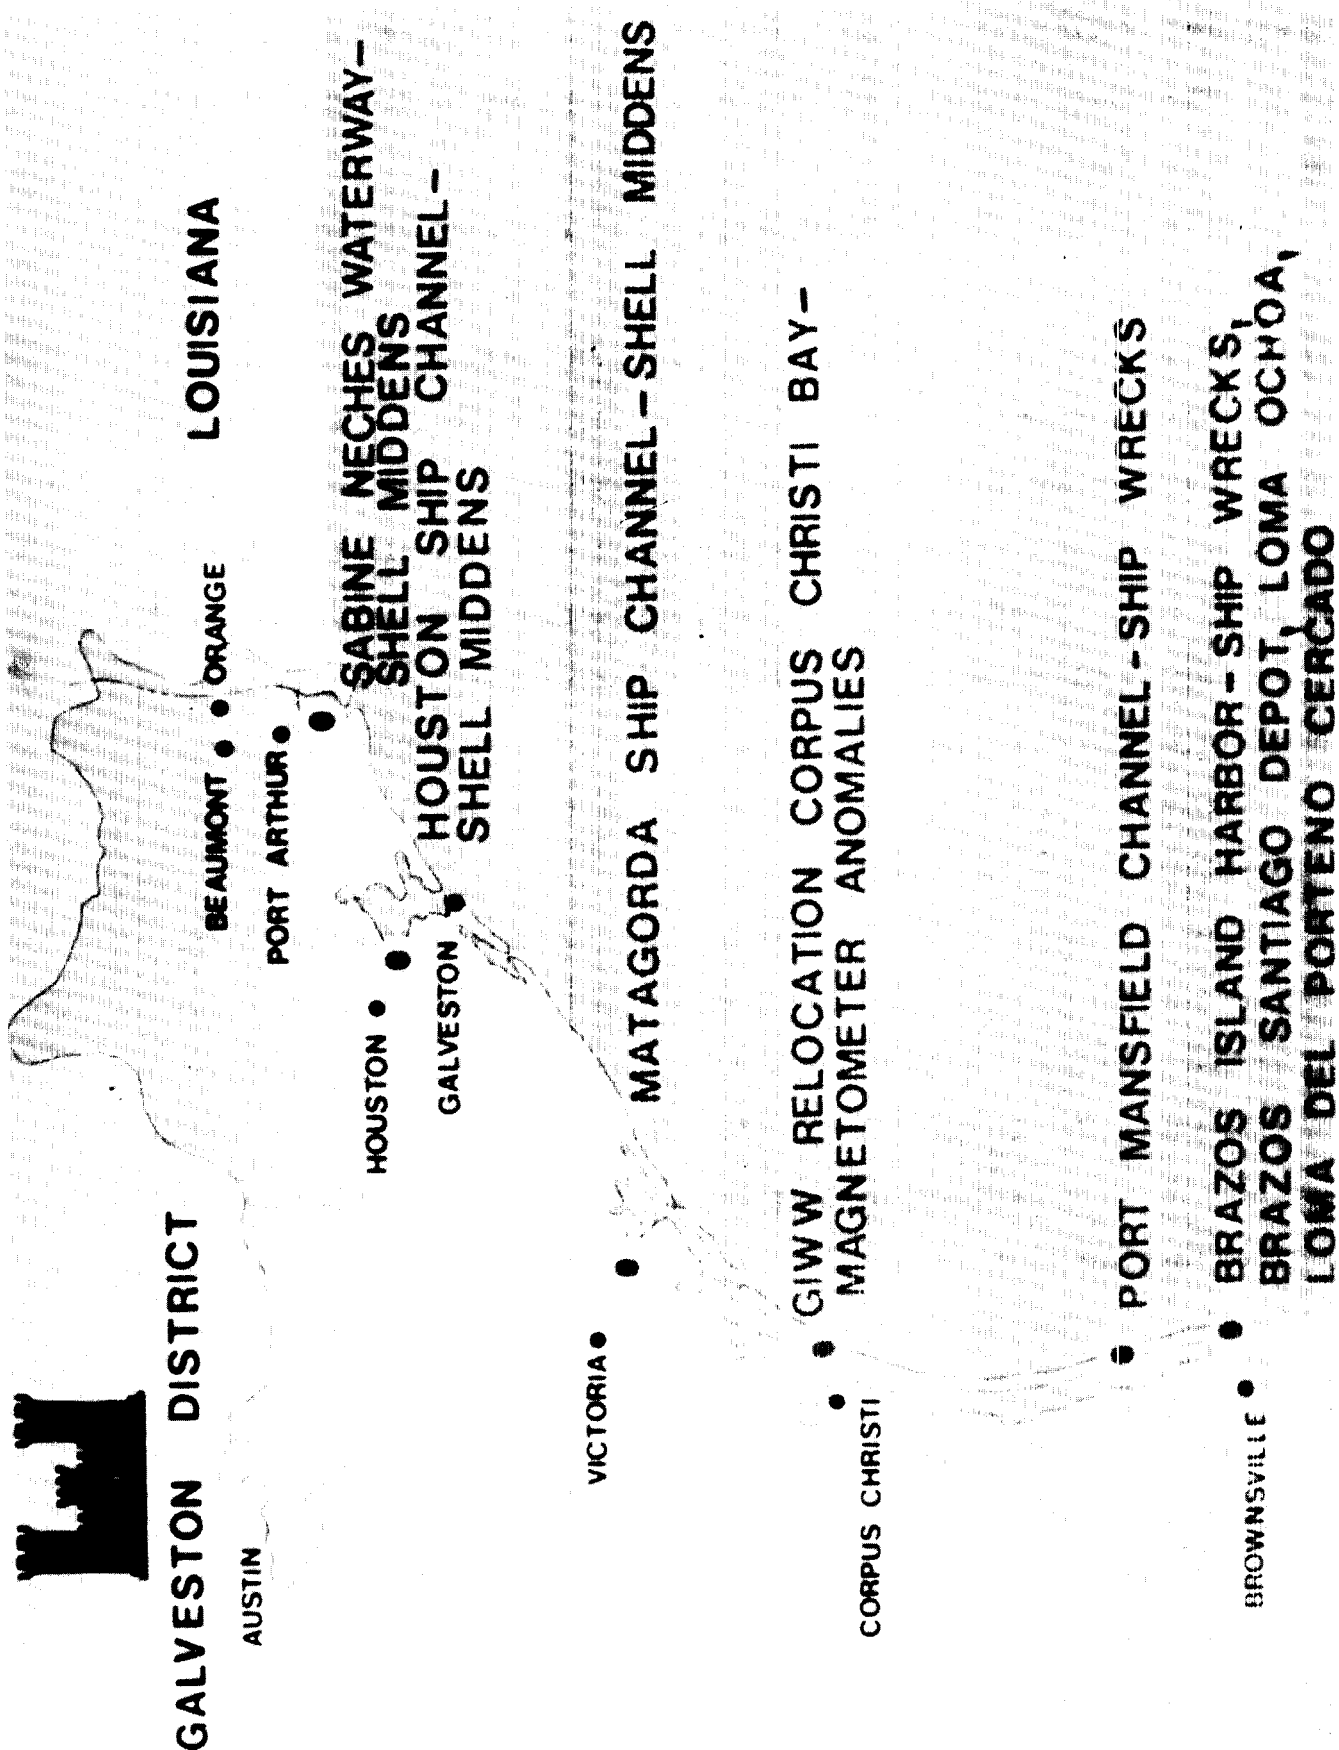 GALVESTON DISTRICT
AUSTIN
LOUISIANA
BEAUMONT
ORANGE
PORT ARTHUR
SABINE NECHES WATERWAY-
SHELL MIDDENS
HOUSTON
HOUSTON SHIP CHANNEL-
SHELL MIDDENS
GALVESTON
VICTORIA
MATAGORDA SHIP CHANNEL-SHELL MIDDENS
GIWW RELOCATION CORPUS CHRISTI BAY-
MAGNETOMETER ANOMALIES
CORPUS CHRISTI
PORT MANSFIELD CHANNEL-SHIP WRECKS
BROWNSVILLE
BRAZOS ISLAND HARBOR-SHIP WRECKS,
BRAZOS SANTIAGO DEPOT, LOMA OCHOA,
LOMA DEL PORTENO CERCADO